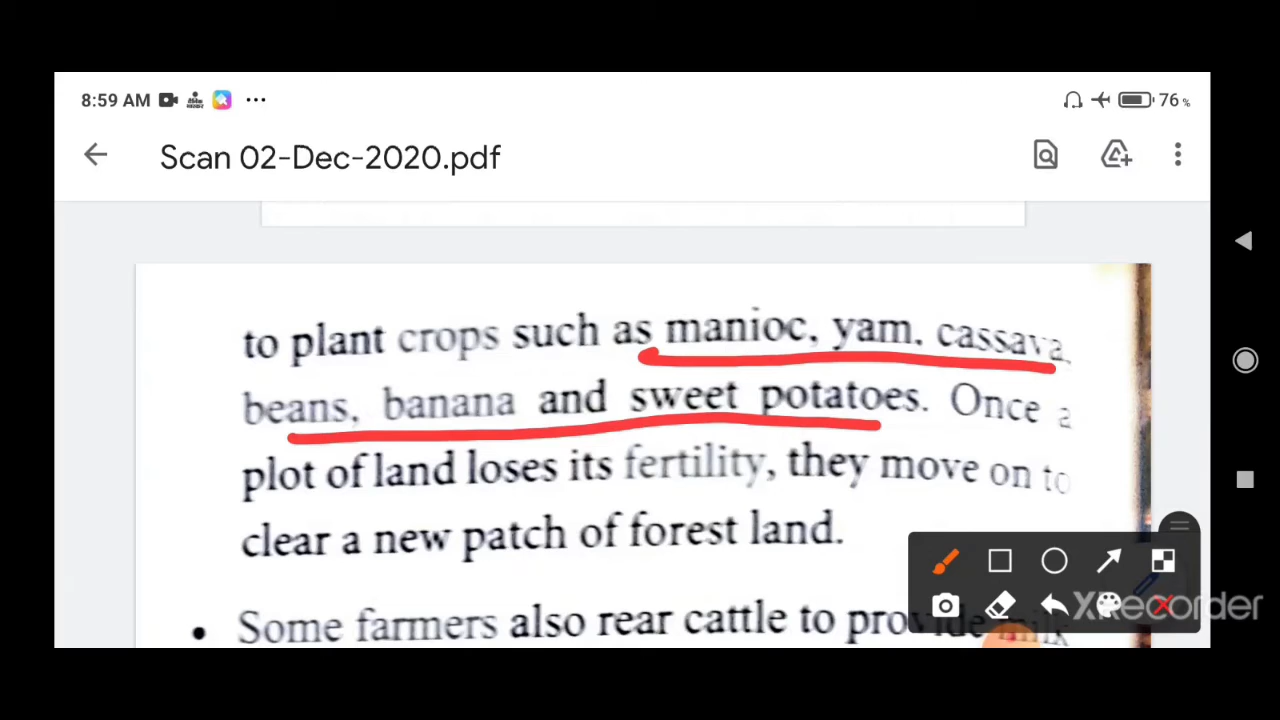 8:59 AM
76 %
Scan 02-Dec-2020.pdf
to plant crops such as manioc, yam, cassava,
beans, banana and sweet potatoes. Once a
plot of land loses its fertility, they move on to
clear a new patch of forest land.
• Some farmers also rear cattle to provide milk
XRecorder